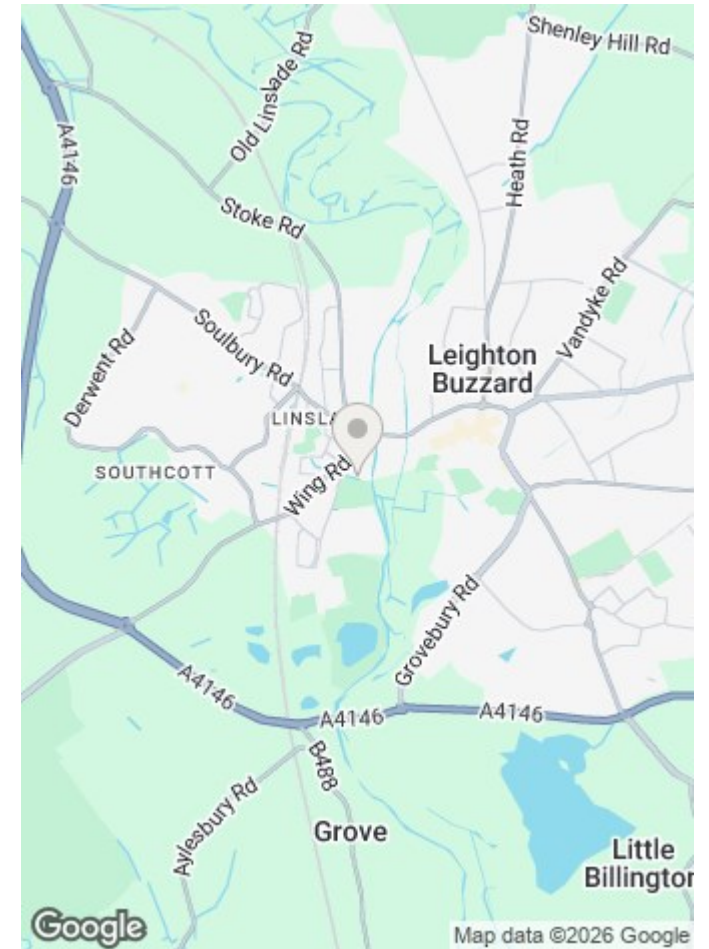 Shenley Hill Rd
Old Linslade Rd
A4146
Heath Rd
Stoke Rd
Vandyke Rd
Soulbury Rd
Derwent Rd
Leighton
Buzzard
LINSLA
SOUTHCOTT
Wing Rd
Grovebury Rd
A4146
A4146
A4146
B488
Aylesbury Rd
Grove
Little
Billington
Google
Map data ©2026 Google